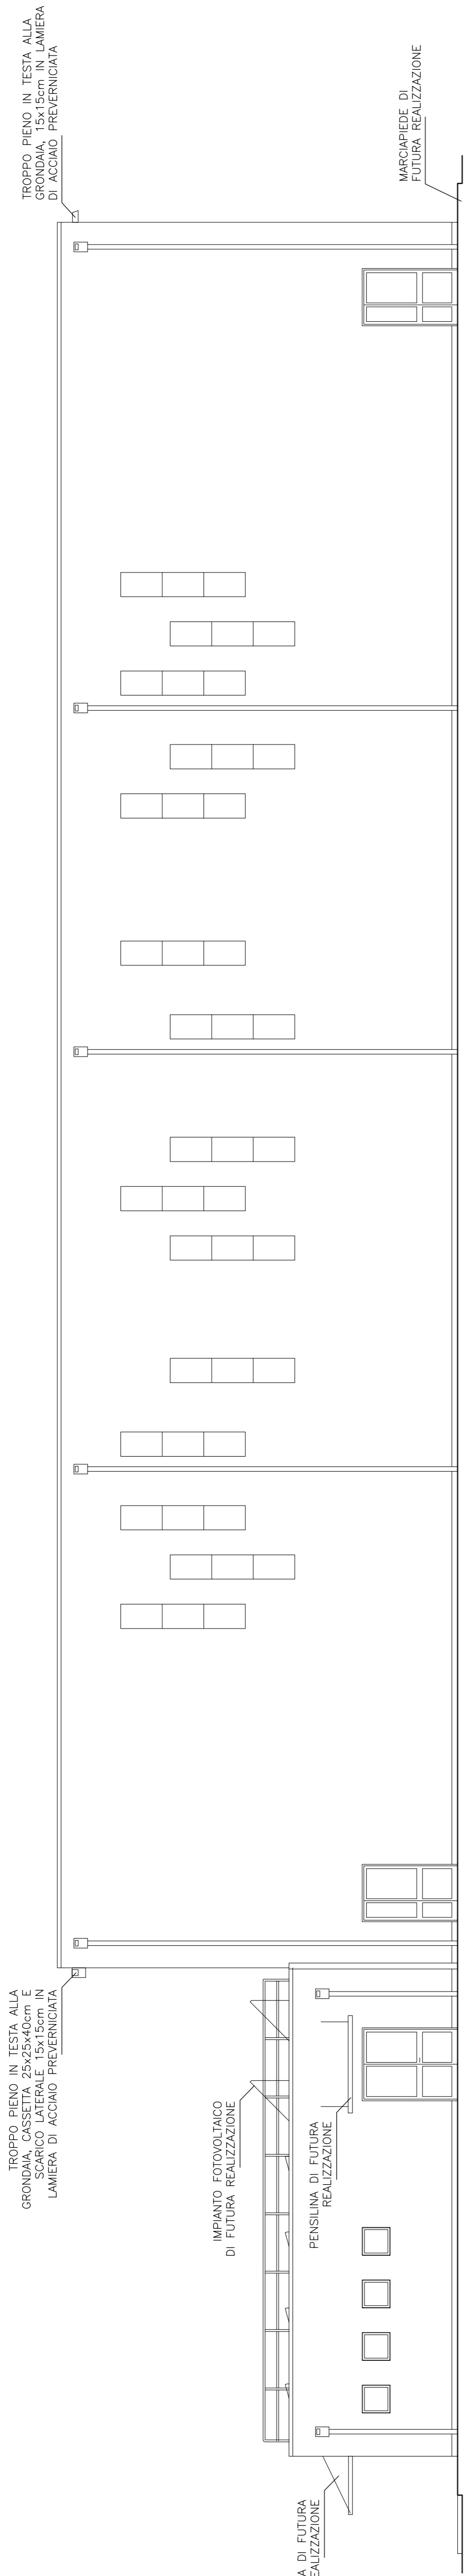 TROPPO PIENO IN TESTA ALLA
GRONDAIA, CASSETTA 25x25x40cm E
SCARICO LATERALE 15x15cm IN
LAMIERA DI ACCIAIO PREVERNICIATA
TROPPO PIENO IN TESTA ALLA
GRONDAIA, 15x15cm IN LAMIERA
DI ACCIAIO PREVERNICIATA
IMPIANTO FOTOVOLTAICO
DI FUTURA REALIZZAZIONE
A DI FUTURA
EALIZZAZIONE
PENSILINA DI FUTURA
REALIZZAZIONE
MARCIAPIEDE DI
FUTURA REALIZZAZIONE